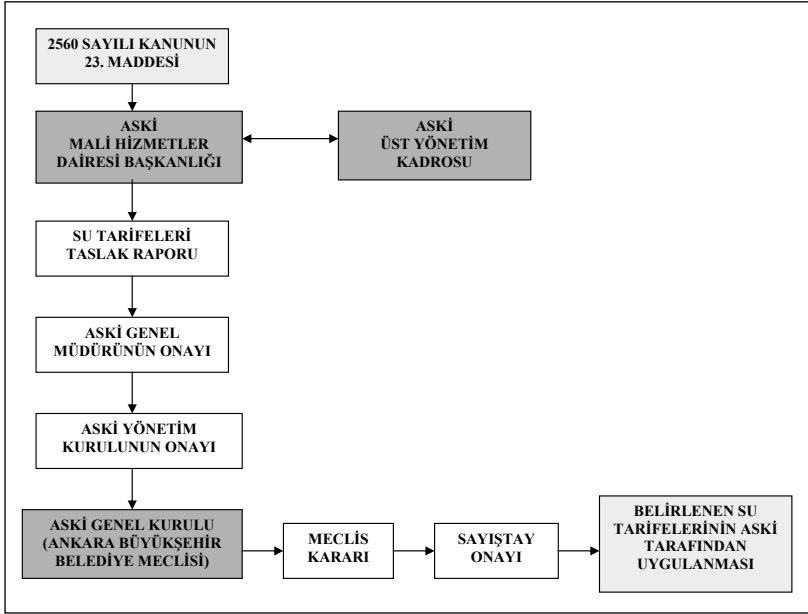 2560 SAYILI KANUNUN
23. MADDESİ
ASKİ
MALİ HİZMETLER
DAİRESİ BAŞKANLIĞI
ASKİ
ÜST YÖNETİM
KADROSU
SU TARİFELERİ
TASLAK RAPORU
ASKİ GENEL
MÜDÜRÜNÜN ONAYI
ASKİ YÖNETİM
KURULUNUN ONAYI
ASKİ GENEL KURULU
(ANKARA BÜYÜKŞEHİR
BELEDİYE MECLİSİ)
MECLİS
KARARI
SAYIŞTAY
ONAYI
BELİRLENEN SU
TARİFELERİNİN ASKİ
TARAFINDAN
UYGULANMASI